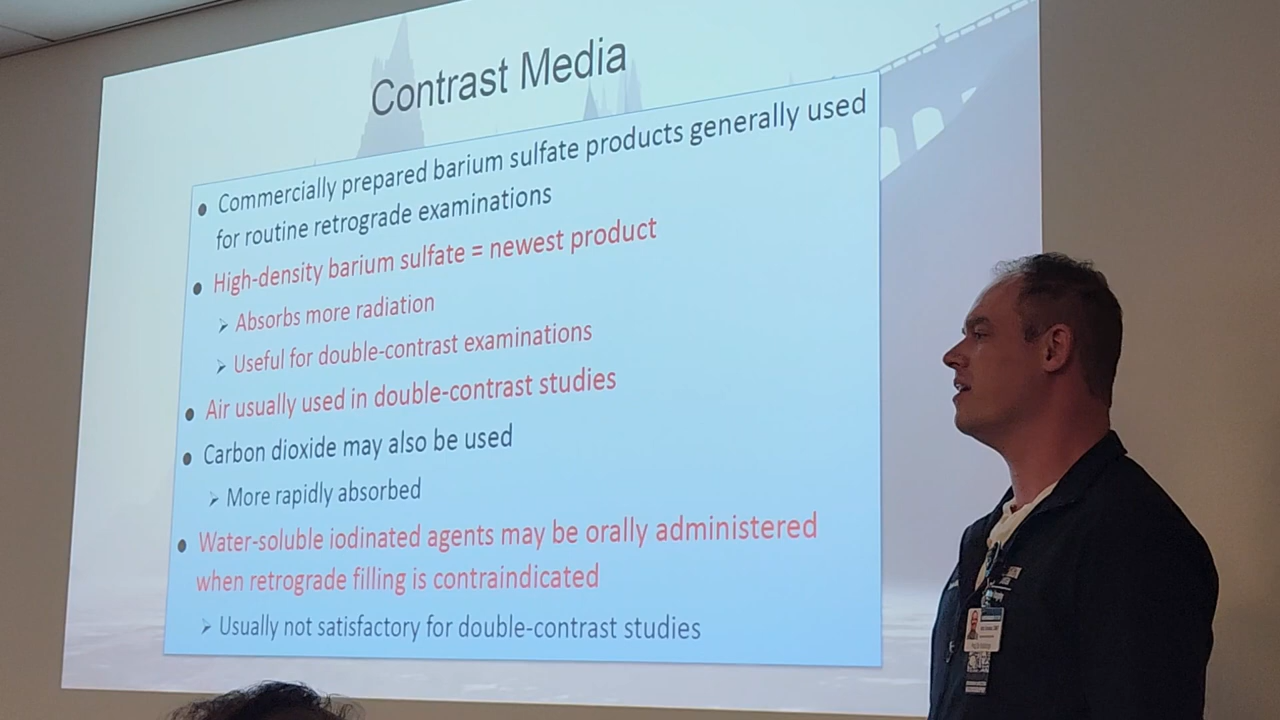 Contrast Media
● Commercially prepared barium sulfate products generally used
for routine retrograde examinations
● High-density barium sulfate = newest product
➢ Absorbs more radiation
➢ Useful for double-contrast examinations
● Air usually used in double-contrast studies
● Carbon dioxide may also be used
➢ More rapidly absorbed
● Water-soluble iodinated agents may be orally administered
when retrograde filling is contraindicated
➢ Usually not satisfactory for double-contrast studies